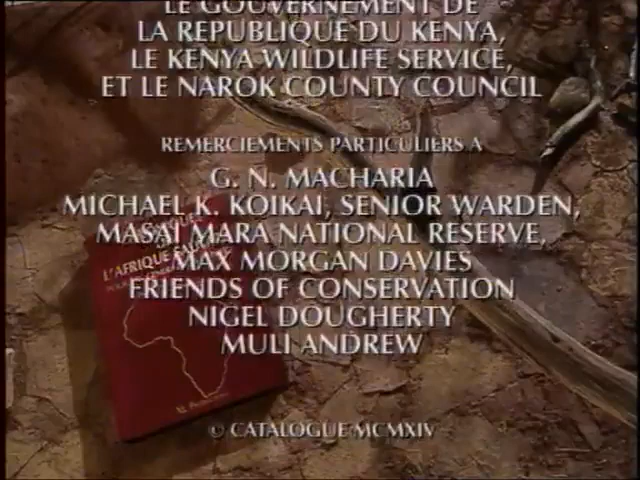 LE GOUVERNEMENT DE
LA REPUBLIQUE DU KENYA,
LE KENYA WILDLIFE SERVICE,
ET LE NAROK COUNTY COUNCIL
REMERCIEMENTS PARTICULIERS A
G. N. MACHARIA
MICHAEL K. KOIKAI, SENIOR WARDEN,
MASAI MARA NATIONAL RESERVE,
MAX MORGAN DAVIES
FRIENDS OF CONSERVATION
NIGEL DOUGHERTY
MULI ANDREW
L'AFRIQUE
© CATALOGUE MCMXIV